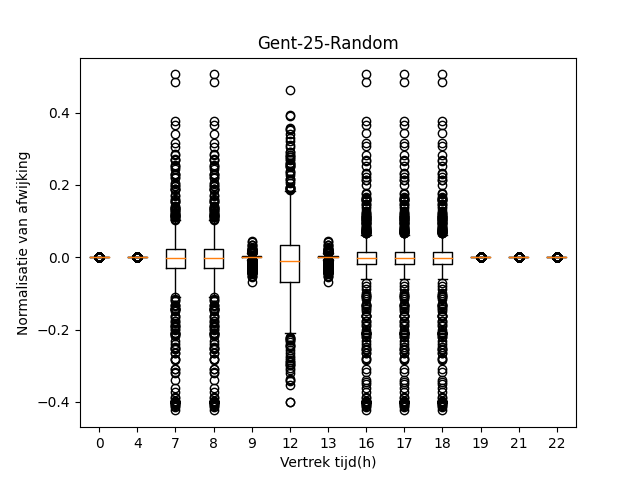 Gent-25-Random
Normalisatie van afwijking
0.4
0.2
0.0
−0.2
−0.4
0 4 7 8 9 12 13 16 17 18 19 21 22
Vertrek tijd(h)